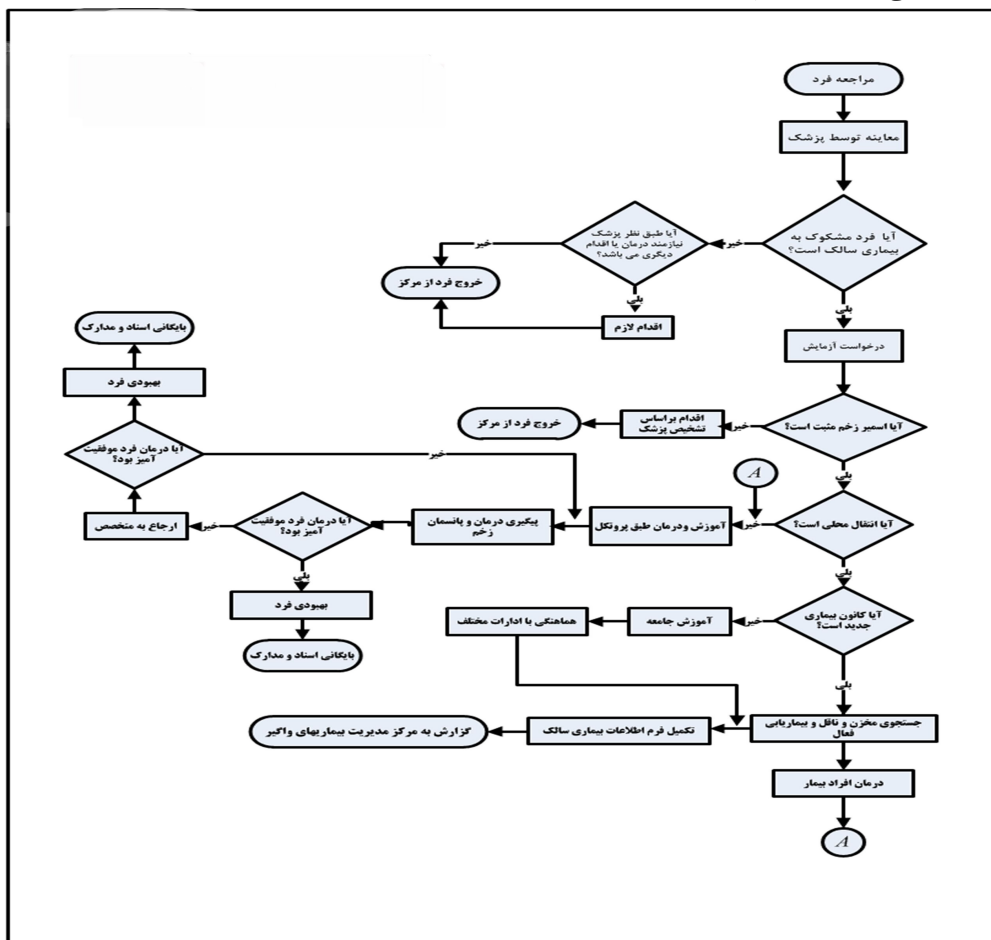 مراجعه فرد
معاینه توسط پزشک
آیا فرد مشکوک به
بیماری سالک است؟
خیر
آیا طبق نظر پزشک
نیازمند درمان یا اقدام
دیگری می باشد؟
خیر
خروج فرد از مرکز
بلی
اقدام لازم
بلی
درخواست آزمایش
آیا اسمیر زخم مثبت است؟
خیر
اقدام براساس
تشخیص پزشک
خروج فرد از مرکز
بلی
A
آیا انتقال محلی است؟
خیر
آموزش ودرمان طبق پروتکل
پیگیری درمان و پانسمان
زخم
آیا درمان فرد موفقیت
آمیز بود؟
خیر
ارجاع به متخصص
آیا درمان فرد موفقیت
آمیز بود؟
خیر
بهبودی فرد
بایگانی اسناد و مدارک
بلی
بهبودی فرد
بایگانی اسناد و مدارک
بلی
آیا کانون بیماری
جدید است؟
خیر
آموزش جامعه
هماهنگی با ادارات مختلف
بلی
جستجوی مخزن و ناقل و بیماریابی
فعال
تکمیل فرم اطلاعات بیماری سالک
گزارش به مرکز مدیریت بیماریهای واگیر
درمان افراد بیمار
A